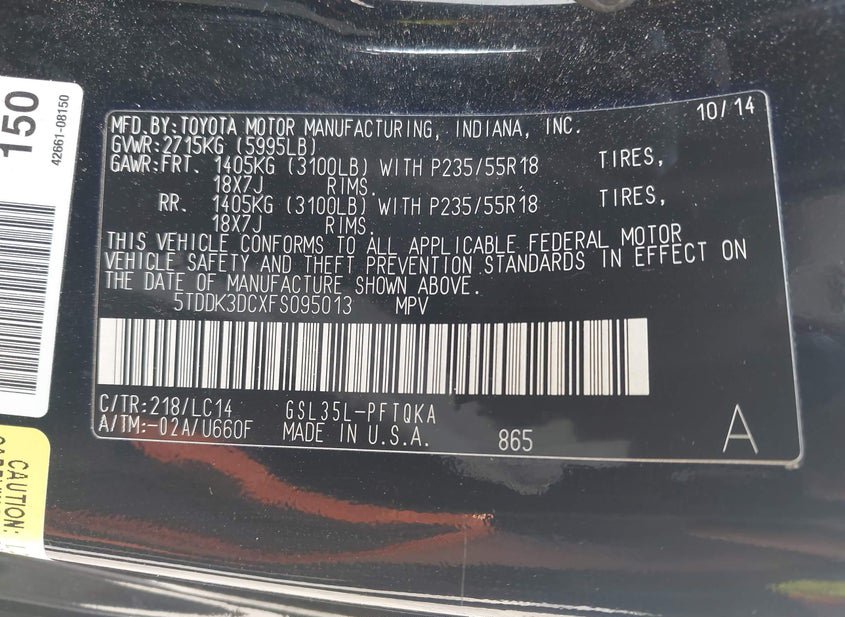 150
42661-08150
MFD.BY:TOYOTA MOTOR MANUFACTURING, INDIANA, INC. 10/14
GVWR:2715KG (5995LB)
GAWR:FRT. 1405KG (3100LB) WITH P235/55R18 TIRES,
18X7J RIMS.
RR. 1405KG (3100LB) WITH P235/55R18 TIRES,
18X7J RIMS.
THIS VEHICLE CONFORMS TO ALL APPLICABLE FEDERAL MOTOR
VEHICLE SAFETY AND THEFT PREVENTION STANDARDS IN EFFECT ON
THE DATE OF MANUFACTURE SHOWN ABOVE.
5TDDK3DCXFS095013 MPV
C/TR:218/LC14 GSL35L-PFTQKA
A/TM:-02A/U660F MADE IN U.S.A. 865 A
CAUTION: